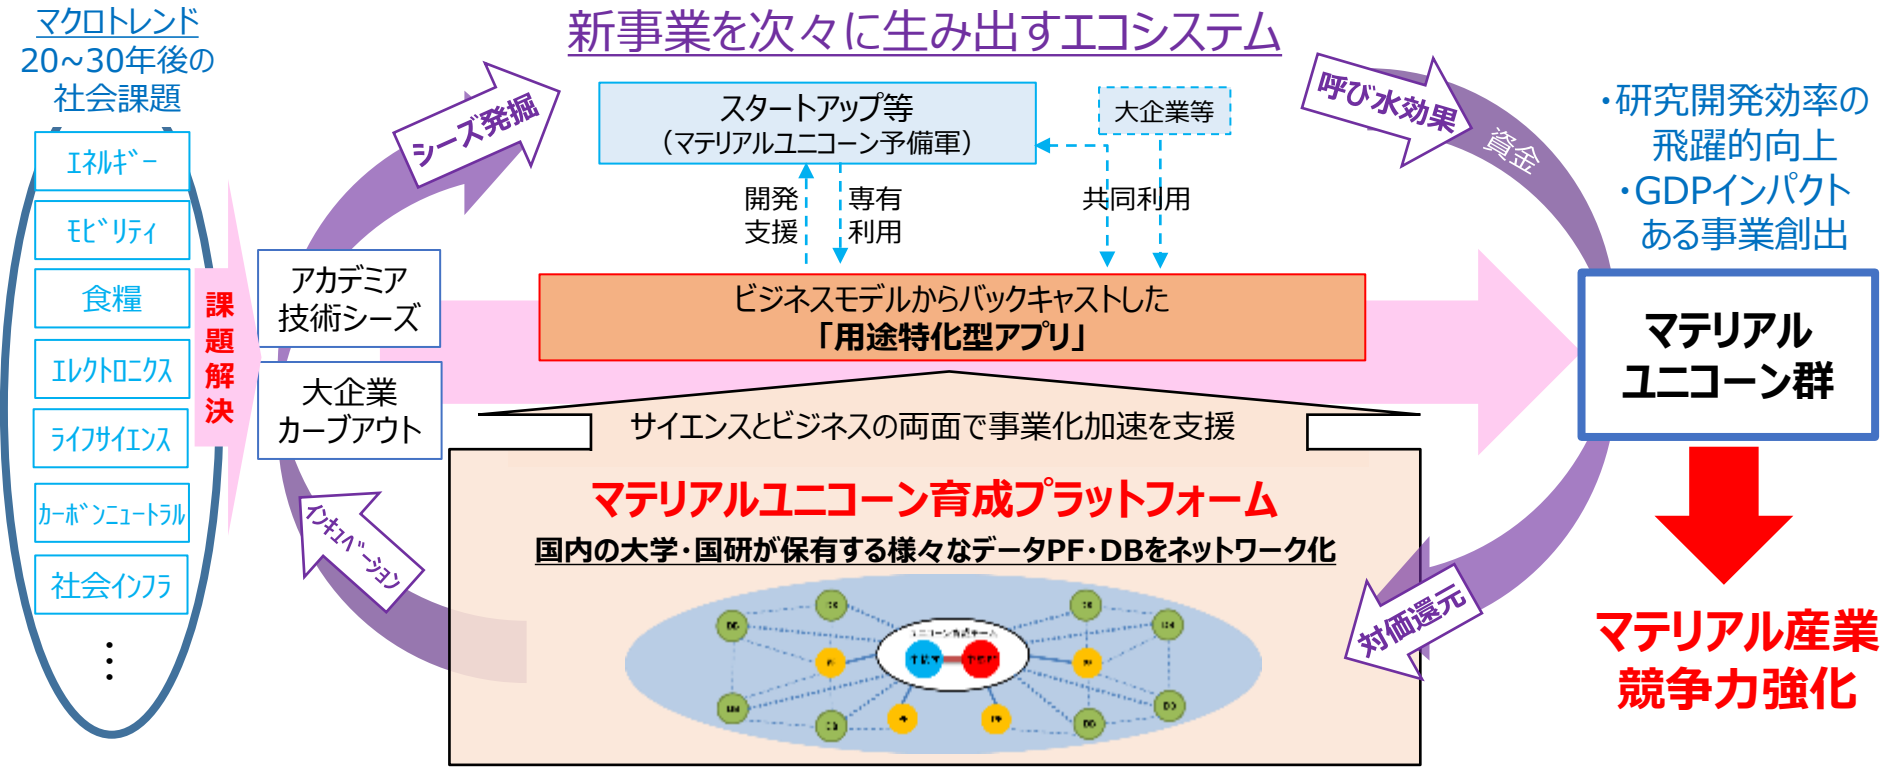 マクロトレンド
20~30年後の
社会課題
エネルギー
モビリティ
食糧
エレクトロニクス
ライフサイエンス
カーボンニュートラル
社会インフラ
課題解決
新事業を次々に生み出すエコシステム
シーズ発掘
スタートアップ等
（マテリアルユニコーン予備軍）
大企業等
開発
支援
専有
利用
共同利用
呼び水効果
資金
・研究開発効率の
飛躍的向上
・GDPインパクト
ある事業創出
アカデミア
技術シーズ
大企業
カーブアウト
ビジネスモデルからバックキャストした
「用途特化型アプリ」
マテリアル
ユニコーン群
サイエンスとビジネスの両面で事業化加速を支援
マテリアルユニコーン育成プラットフォーム
国内の大学・国研が保有する様々なデータPF・DBをネットワーク化
インキュベーション
対価還元
マテリアル産業
競争力強化
ユニコーン育成チーム
DB
DB
DB
DB